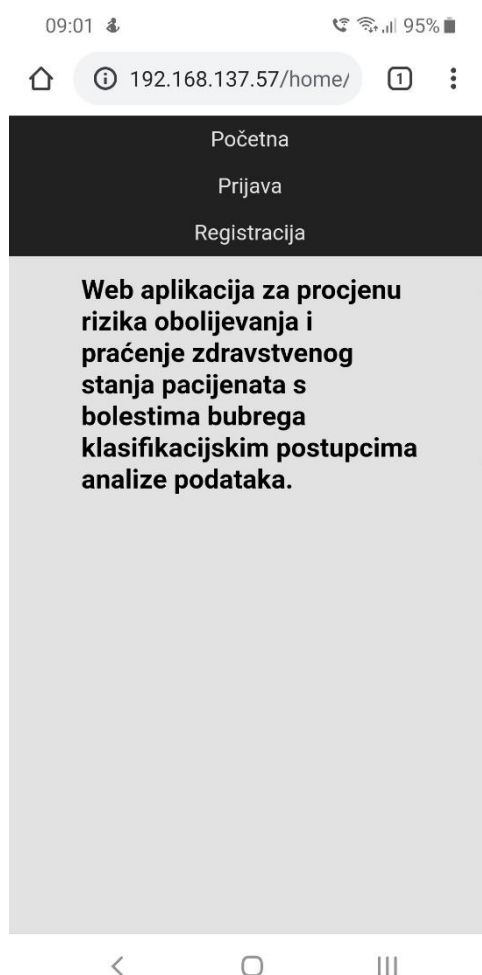 09:01
95%
192.168.137.57/home/
1
Početna
Prijava
Registracija
Web aplikacija za procjenu
rizika obolijevanja i
praćenje zdravstvenog
stanja pacijenata s
bolestima bubrega
klasifikacijskim postupcima
analize podataka.